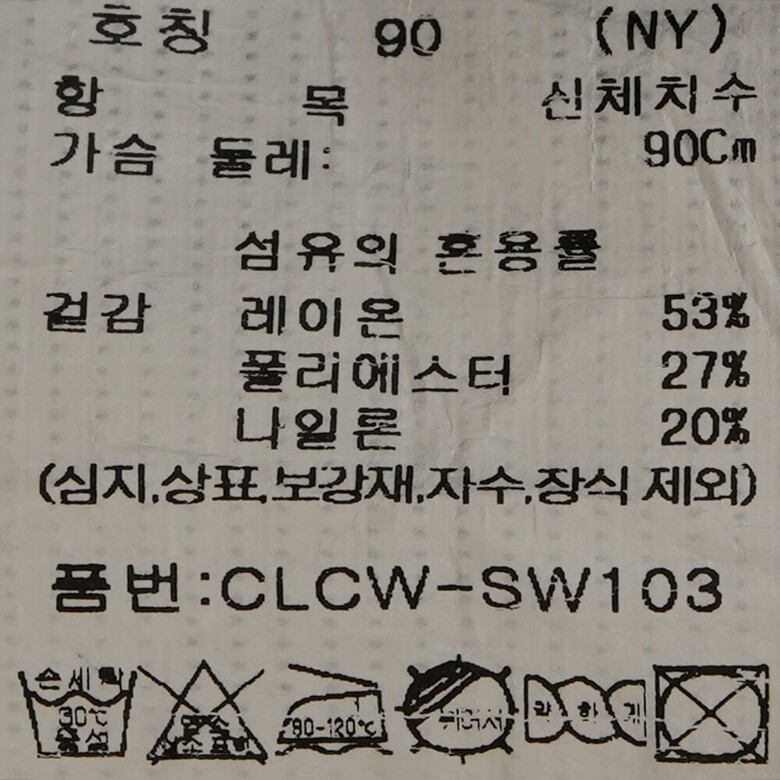 호칭 90 (NY)
항 목 신체치수
가슴 둘레: 90Cm
섬유의 혼용률
겉감 레이온 53%
폴리에스터 27%
나일론 20%
(심지,상표,보강재,자수,장식 제외)
품번:CLCW-SW103
손세탁
30℃
중성
80-120℃
뉘어서
약하게